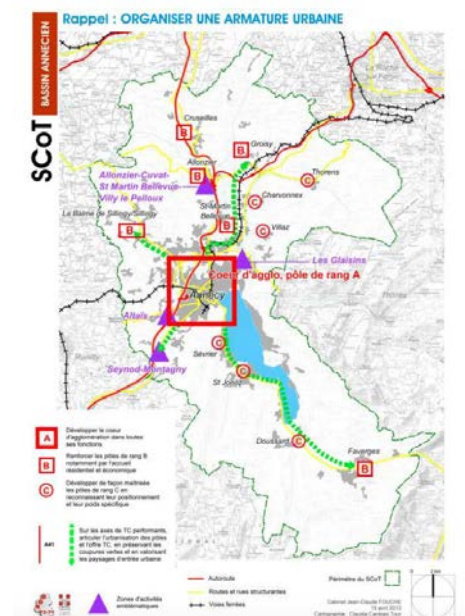 Rappel : ORGANISER UNE ARMATURE URBAINE
BASSIN ANNECIEN
SCoT
Cruseilles
B
B
Groisy
Allonzier
B
Thorens
C
Allonzier-Cuvat-
St Martin Bellevue-
Villy le Pelloux
Charvonnex
C
St-Martin
Bellevue
B
Villaz
C
La Balme de Sillingy/Sillingy
B
Les Glaisins
Coeur d'agglo, pôle de rang A
Annecy
Altaïs
Seynod-Montagny
Sévrier
C
St Jorioz
C
Doussard
C
Faverges
B
A
Développer le coeur
d'agglomération dans toutes
ses fonctions
B
Renforcer les pôles de rang B
notamment par l'accueil
résidentiel et économique
C
Développer de façon maîtrisée
les pôles de rang C en
reconnaissant leur positionnement
et leur poids spécifique
A41
Sur les axes de TC performants,
articuler l'urbanisation des pôles
et l'offre TC, en préservant les
coupures vertes et en valorisant
les paysages d'entrée urbaine
Zones d'activités
emblématiques
Autoroute
Routes et rues structurantes
Voies ferrées
Périmètre du SCoT
0
2 km